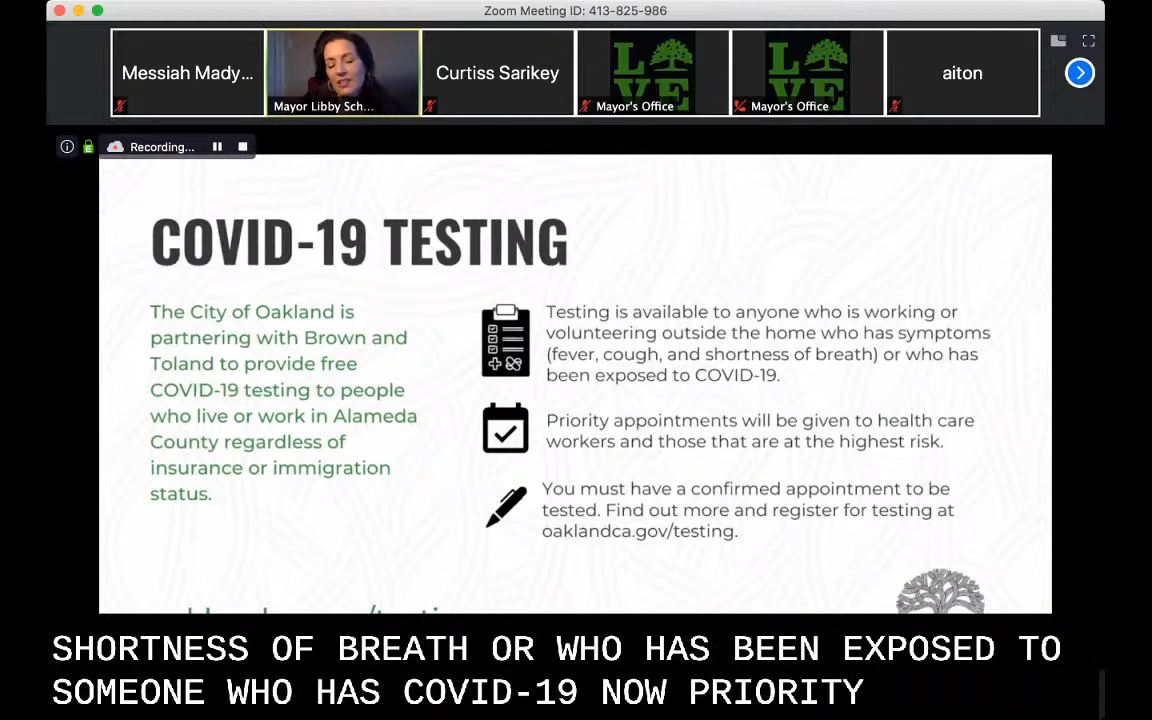 Zoom Meeting ID: 413-825-986
Messiah Mady...
Mayor Libby Sch...
Curtiss Sarikey
LOVE
Mayor's Office
LOVE
Mayor's Office
aiton
Recording...
COVID-19 TESTING
The City of Oakland is
partnering with Brown and
Toland to provide free
COVID-19 testing to people
who live or work in Alameda
County regardless of
insurance or immigration
status.
Testing is available to anyone who is working or
volunteering outside the home who has symptoms
(fever, cough, and shortness of breath) or who has
been exposed to COVID-19.
Priority appointments will be given to health care
workers and those that are at the highest risk.
You must have a confirmed appointment to be
tested. Find out more and register for testing at
oaklandca.gov/testing.
SHORTNESS OF BREATH OR WHO HAS BEEN EXPOSED TO
SOMEONE WHO HAS COVID-19 NOW PRIORITY